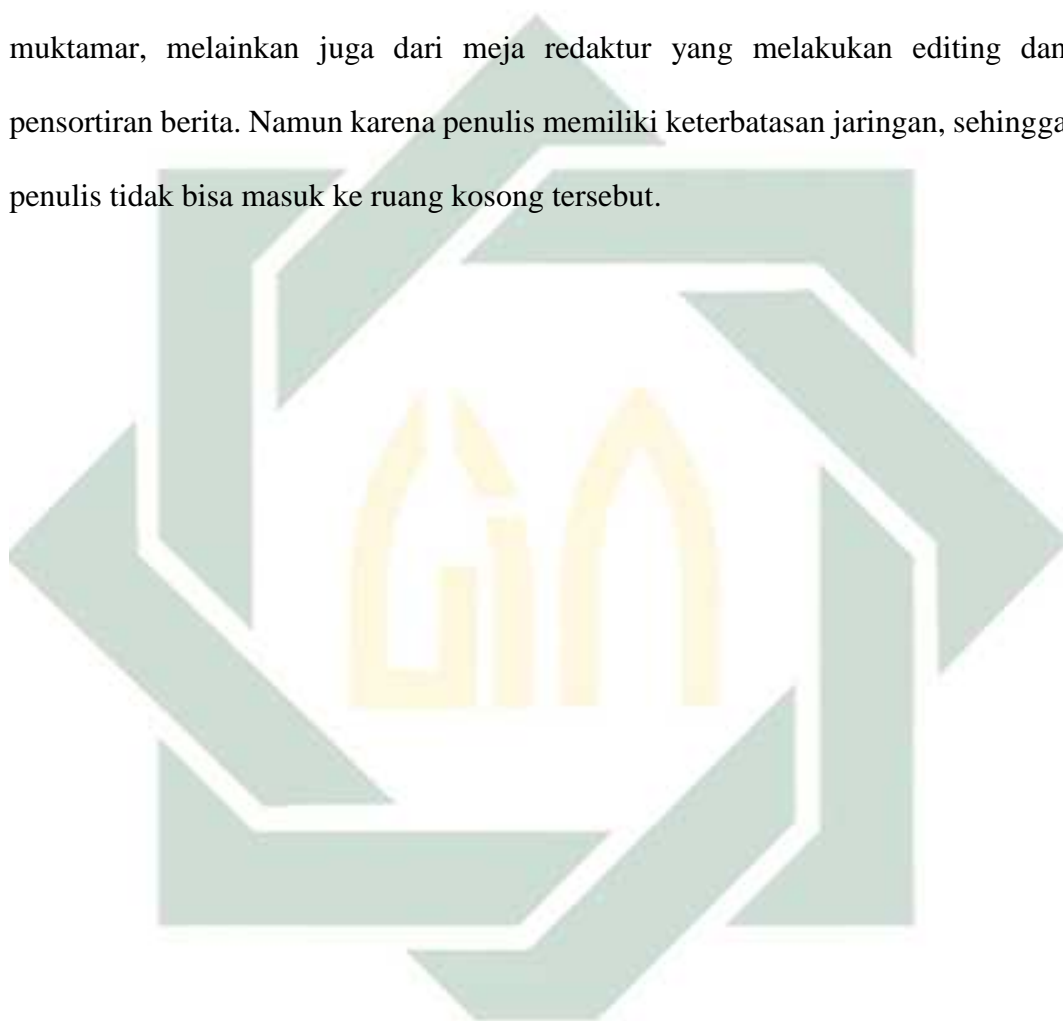 muktamar, melainkan juga dari meja redaktur yang melakukan editing dan
pensortiran berita. Namun karena penulis memiliki keterbatasan jaringan, sehingga
penulis tidak bisa masuk ke ruang kosong tersebut.